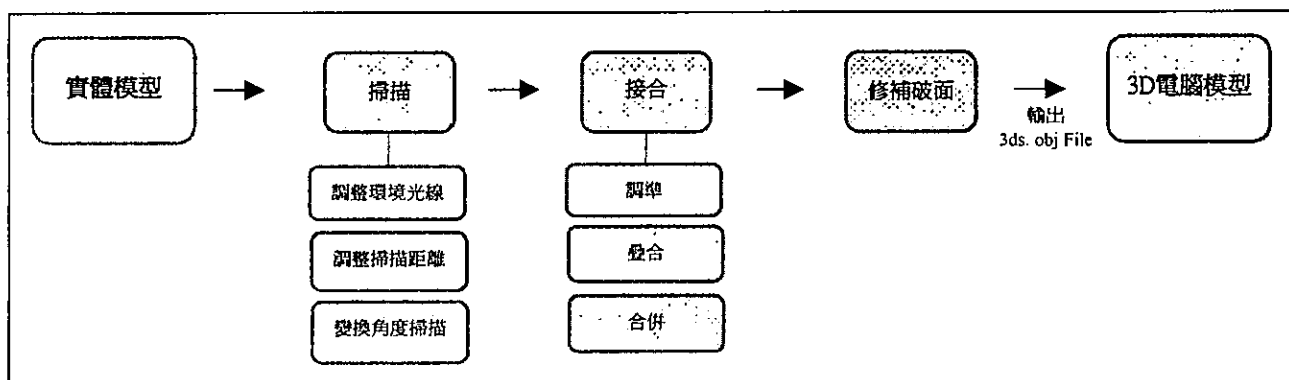 實體模型
掃描
接合
修補破面
輸出
3ds. obj File
3D電腦模型
調整環境光線
調整掃描距離
變換角度掃描
調準
疊合
合併